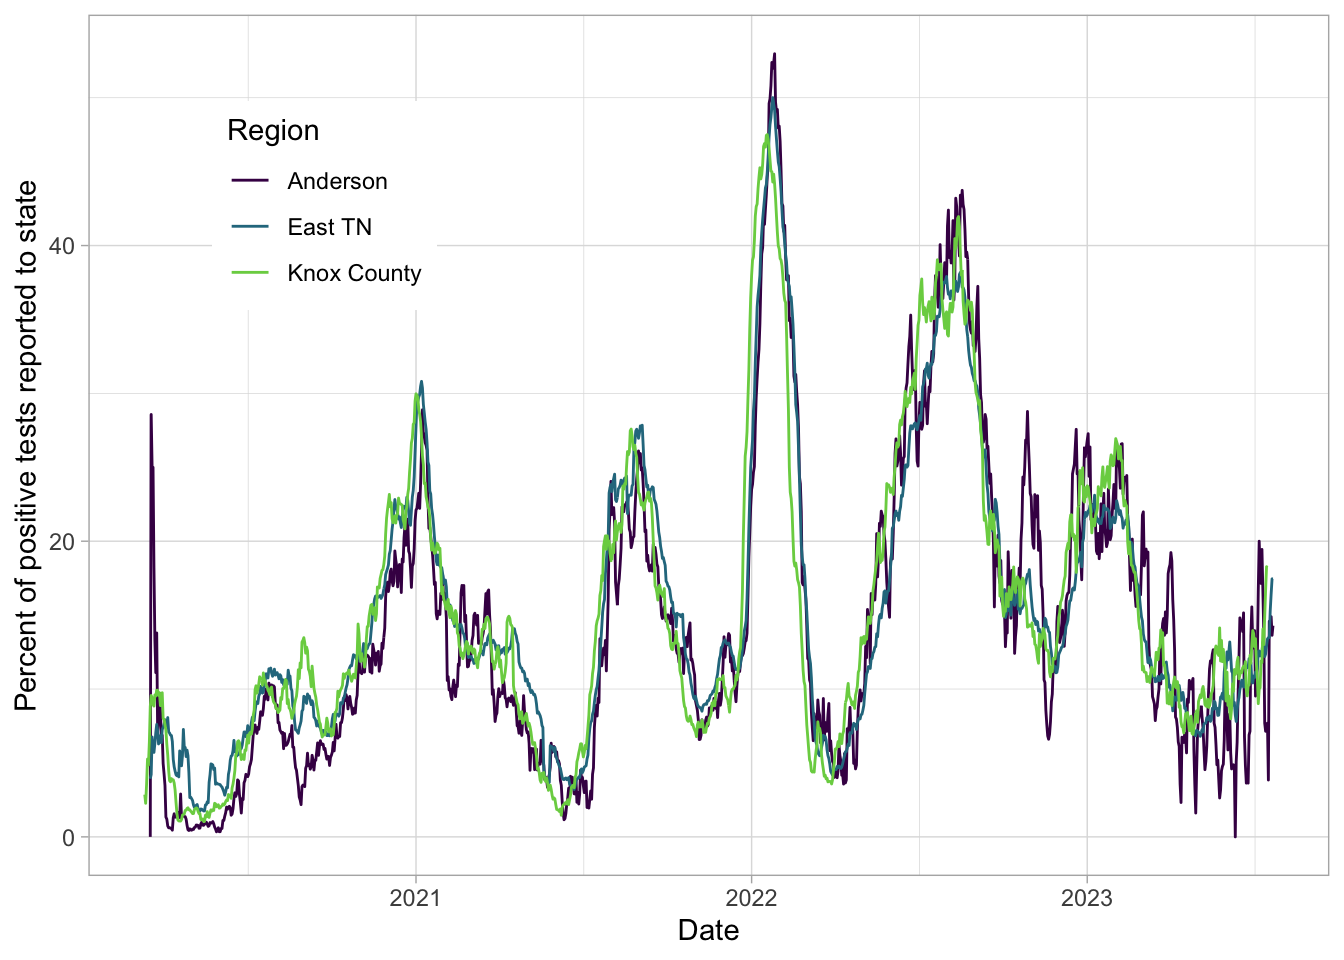 Region
Anderson
East TN
Knox County
Percent of positive tests reported to state
40
20
0
2021
2022
2023
Date